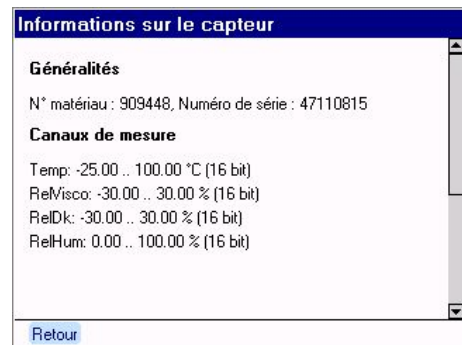 Informations sur le capteur
Généralités
N° matériau : 909448, Numéro de série : 47110815
Canaux de mesure
Temp: -25.00 .. 100.00 °C (16 bit)
RelVisco: -30.00 .. 30.00 % (16 bit)
RelDk: -30.00 .. 30.00 % (16 bit)
RelHum: 0.00 .. 100.00 % (16 bit)
Retour